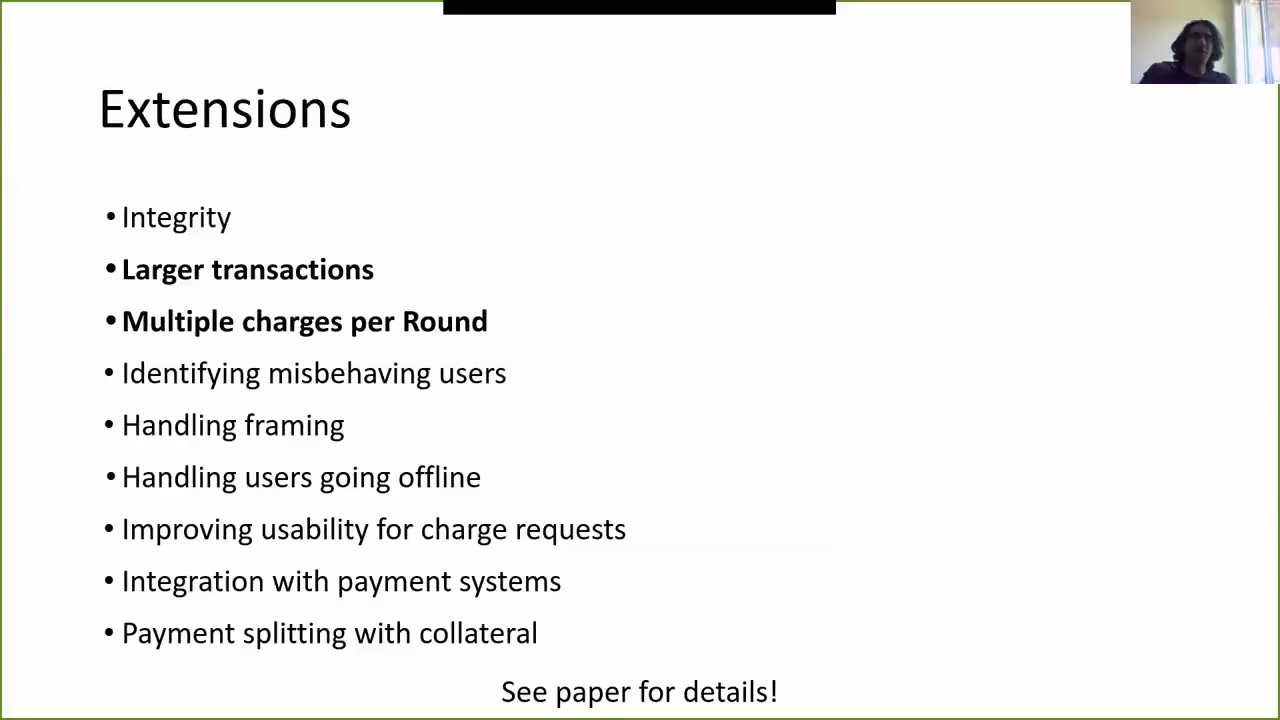 Extensions
• Integrity
• Larger transactions
• Multiple charges per Round
• Identifying misbehaving users
• Handling framing
• Handling users going offline
• Improving usability for charge requests
• Integration with payment systems
• Payment splitting with collateral
See paper for details!